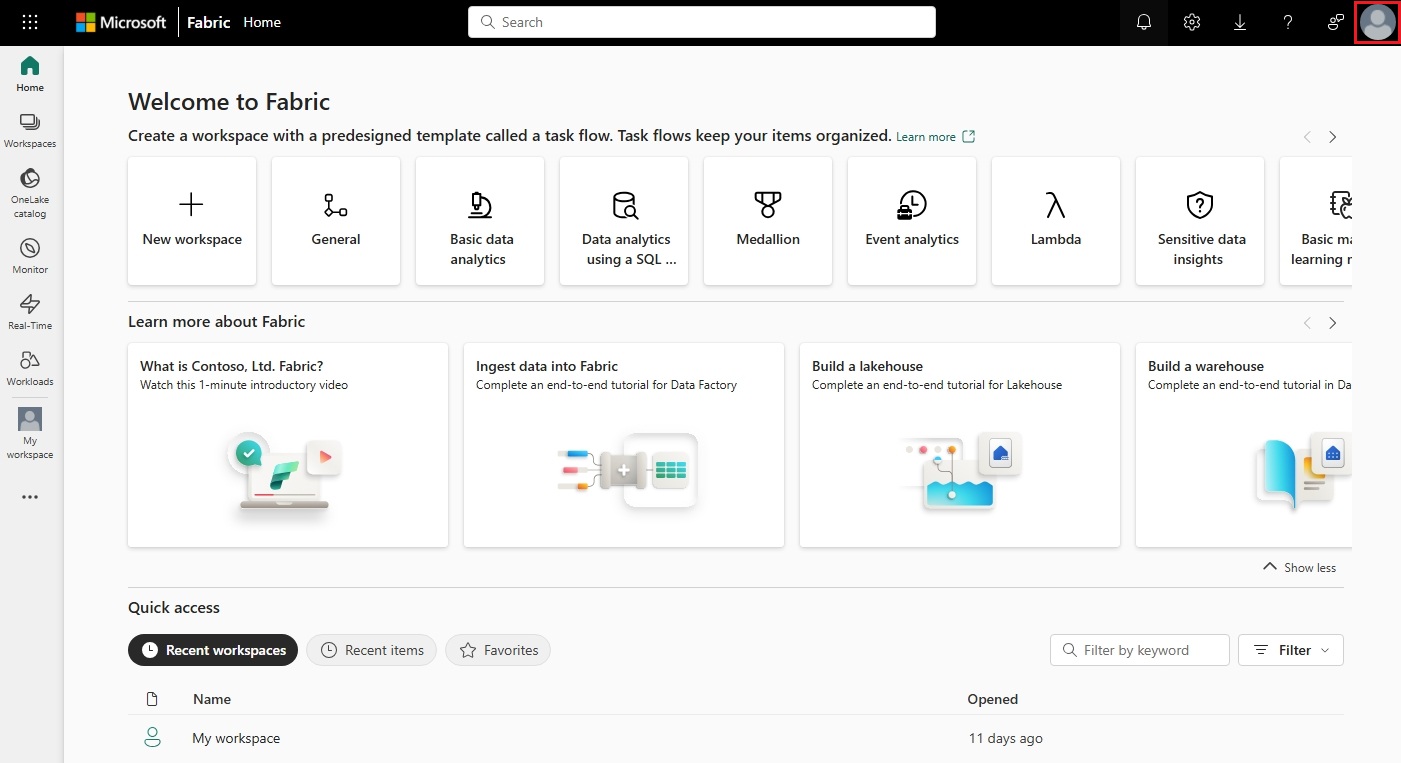 Microsoft Fabric Home
Search
Home
Workspaces
OneLake
catalog
Monitor
Real-Time
Workloads
My
workspace
Welcome to Fabric
Create a workspace with a predesigned template called a task flow. Task flows keep your items organized. Learn more
New workspace
General
Basic data
analytics
Data analytics
using a SQL ...
Medallion
Event analytics
Lambda
Sensitive data
insights
Basic
learning
Learn more about Fabric
What is Contoso, Ltd. Fabric?
Watch this 1-minute introductory video
Ingest data into Fabric
Complete an end-to-end tutorial for Data Factory
Build a lakehouse
Complete an end-to-end tutorial for Lakehouse
Build a warehouse
Complete an end-to-end tutorial in
Show less
Quick access
Recent workspaces
Recent items
Favorites
Filter by keyword
Filter
Name Opened
My workspace 11 days ago